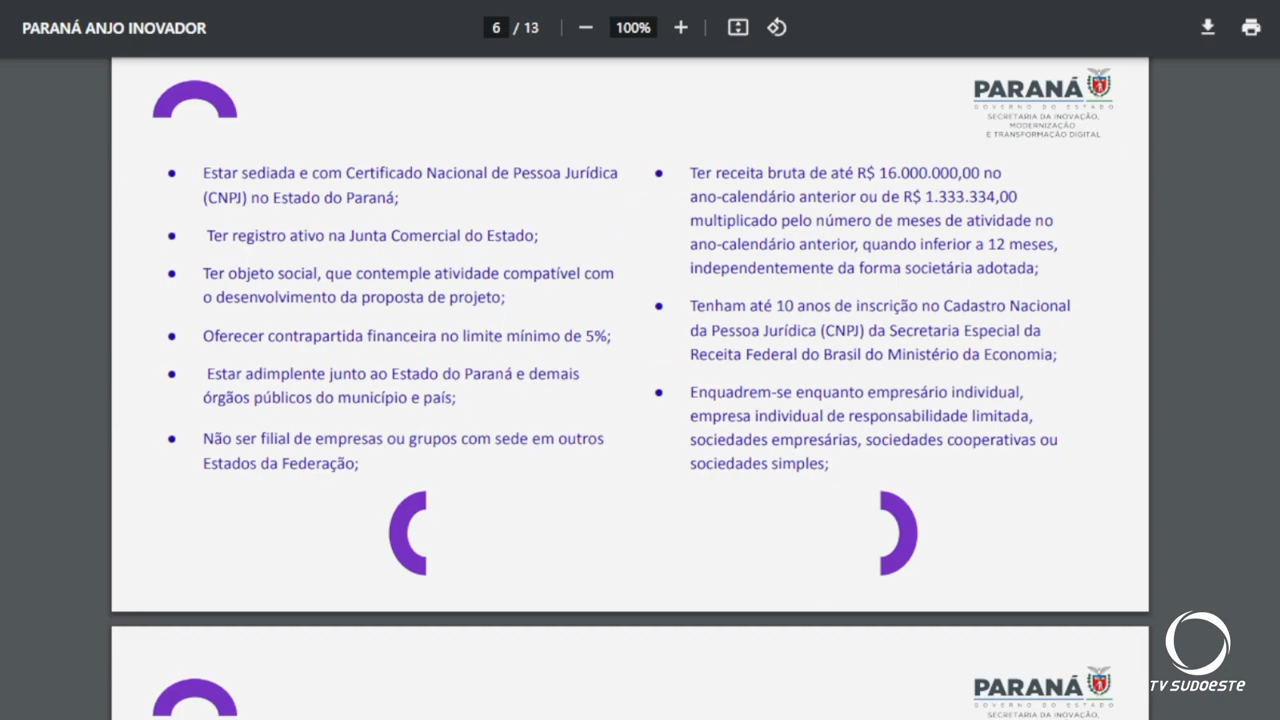 PARANÁ ANJO INOVADOR
6 / 13
100%
PARANÁ
GOVERNO DO ESTADO
SECRETARIA DA INOVAÇÃO,
MODERNIZAÇÃO
E TRANSFORMAÇÃO DIGITAL
Estar sediada e com Certificado Nacional de Pessoa Jurídica
(CNPJ) no Estado do Paraná;
Ter registro ativo na Junta Comercial do Estado;
Ter objeto social, que contemple atividade compatível com
o desenvolvimento da proposta de projeto;
Oferecer contrapartida financeira no limite mínimo de 5%;
Estar adimplente junto ao Estado do Paraná e demais
órgãos públicos do município e país;
Não ser filial de empresas ou grupos com sede em outros
Estados da Federação;
Ter receita bruta de até R$ 16.000.000,00 no
ano-calendário anterior ou de R$ 1.333.334,00
multiplicado pelo número de meses de atividade no
ano-calendário anterior, quando inferior a 12 meses,
independentemente da forma societária adotada;
Tenham até 10 anos de inscrição no Cadastro Nacional
da Pessoa Jurídica (CNPJ) da Secretaria Especial da
Receita Federal do Brasil do Ministério da Economia;
Enquadrem-se enquanto empresário individual,
empresa individual de responsabilidade limitada,
sociedades empresárias, sociedades cooperativas ou
sociedades simples;
PARANÁ
GOVERNO DO ESTADO
SECRETARIA DA INOVAÇÃO,
TV SUDOESTE